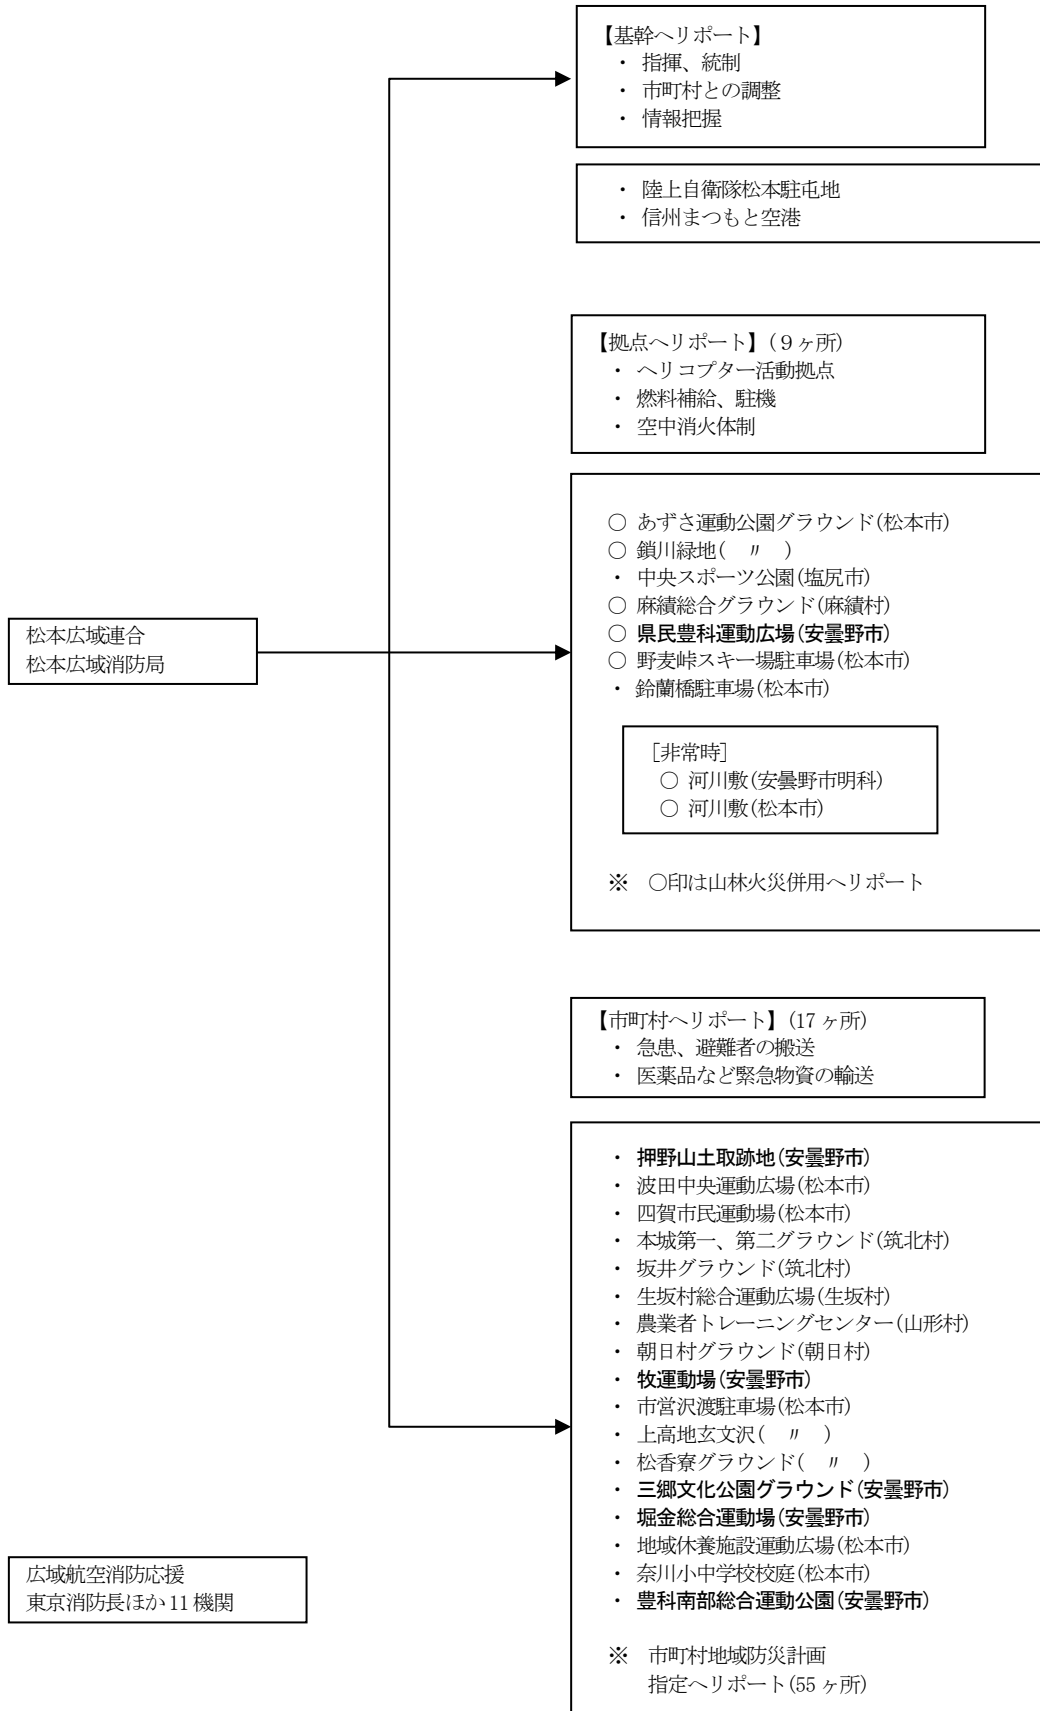 【基幹ヘリポート】
・ 指揮、統制
・ 市町村との調整
・ 情報把握
・ 陸上自衛隊松本駐屯地
・ 信州まつもと空港
【拠点ヘリポート】(９ヶ所)
・ ヘリコプター活動拠点
・ 燃料補給、駐機
・ 空中消火体制
○ あずさ運動公園グラウンド(松本市)
○ 鎖川緑地(　〃　)
・ 中央スポーツ公園(塩尻市)
○ 麻績総合グラウンド(麻績村)
○ 県民豊科運動広場(安曇野市)
○ 野麦峠スキー場駐車場(松本市)
・ 鈴蘭橋駐車場(松本市)
[非常時]
○ 河川敷(安曇野市明科)
○ 河川敷(松本市)
※　○印は山林火災併用ヘリポート
松本広域連合
松本広域消防局
【市町村ヘリポート】(17 ヶ所)
・ 急患、避難者の搬送
・ 医薬品など緊急物資の輸送
・ 押野山土取跡地(安曇野市)
・ 波田中央運動広場(松本市)
・ 四賀市民運動場(松本市)
・ 本城第一、第二グラウンド(筑北村)
・ 坂井グラウンド(筑北村)
・ 生坂村総合運動広場(生坂村)
・ 農業者トレーニングセンター(山形村)
・ 朝日村グラウンド(朝日村)
・ 牧運動場(安曇野市)
・ 市営沢渡駐車場(松本市)
・ 上高地玄文沢(　〃　)
・ 松香寮グラウンド(　〃　)
・ 三郷文化公園グラウンド(安曇野市)
・ 堀金総合運動場(安曇野市)
・ 地域休養施設運動広場(松本市)
・ 奈川小中学校校庭(松本市)
・ 豊科南部総合運動公園(安曇野市)
※　市町村地域防災計画
指定ヘリポート(55 ヶ所)
広域航空消防応援
東京消防長ほか 11 機関